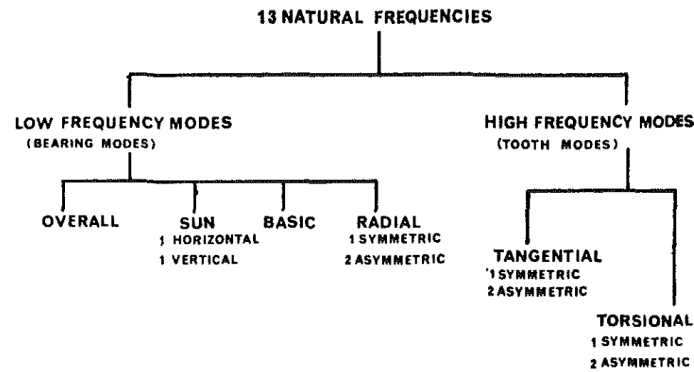 13 NATURAL FREQUENCIES
LOW FREQUENCY MODES
(BEARING MODES)
HIGH FREQUENCY MODES
(TOOTH MODES)
OVERALL
SUN
1 HORIZONTAL
1 VERTICAL
BASIC
RADIAL
1 SYMMETRIC
2 ASYMMETRIC
TANGENTIAL
1 SYMMETRIC
2 ASYMMETRIC
TORSIONAL
1 SYMMETRIC
2 ASYMMETRIC